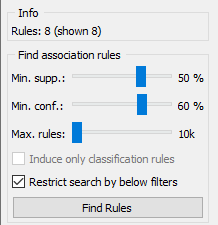 Info
Rules: 8 (shown 8)
Find association rules
Min. supp.: 50 %
Min. conf.: 60 %
Max. rules: 10k
Induce only classification rules
Restrict search by below filters
Find Rules